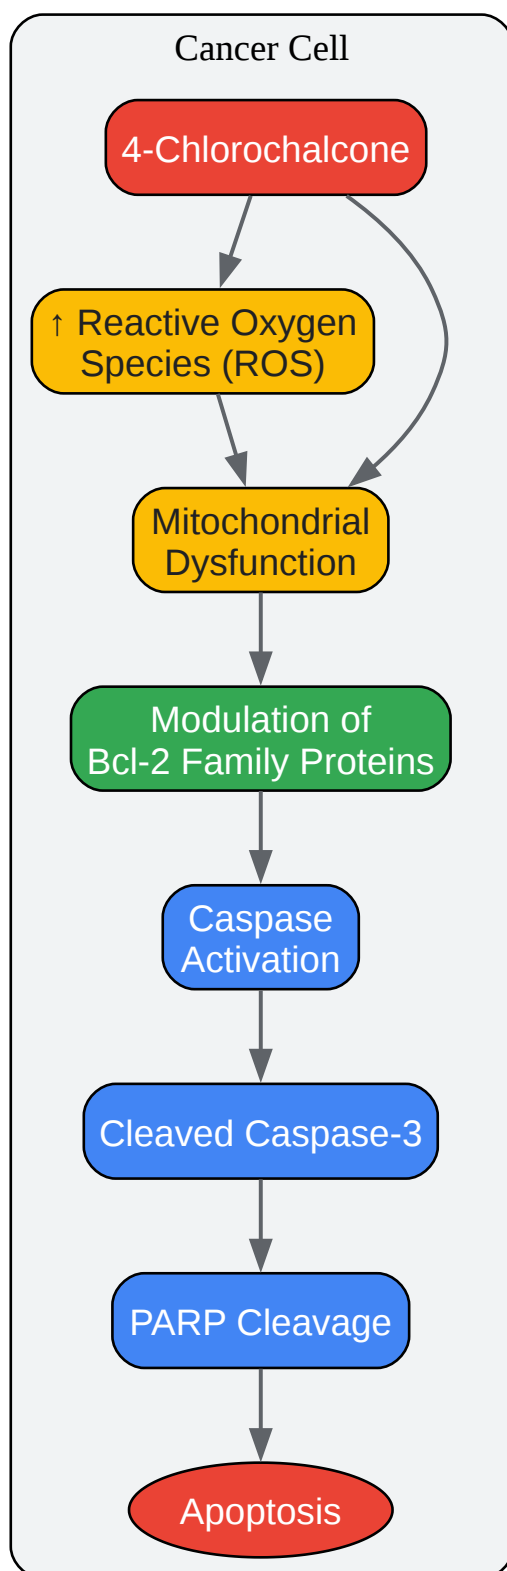 Cancer Cell
4-Chlorochalcone
↑ Reactive Oxygen
Species (ROS)
Mitochondrial
Dysfunction
Modulation of
Bcl-2 Family Proteins
Caspase
Activation
Cleaved Caspase-3
PARP Cleavage
Apoptosis